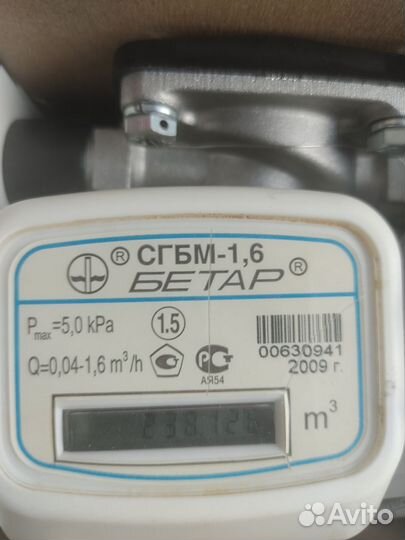 ® СГБМ-1,6
БЕТАР®
Pmax=5,0 kPa
1.5
00630941
2009 г.
Q=0,04-1,6 m³/h
АЯ54
m³
Avito